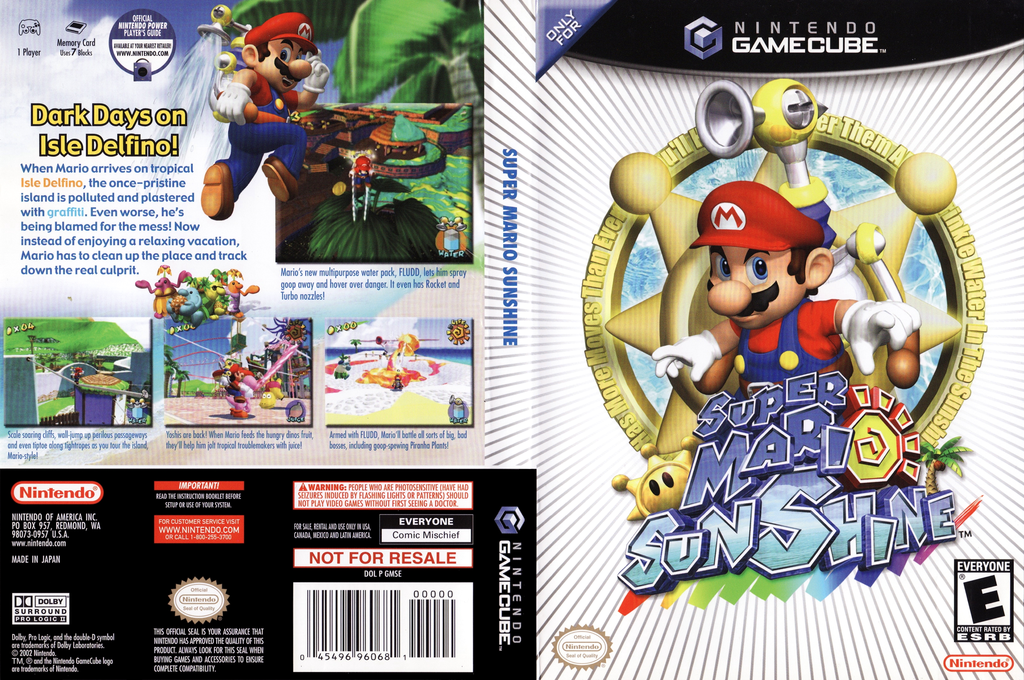 1 Player
Memory Card
Uses 7 Blocks
OFFICIAL
NINTENDO POWER
PLAYER'S GUIDE
AVAILABLE AT YOUR NEAREST RETAILER!
WWW.NINTENDO.COM
Dark Days on
Isle Delfino!
When Mario arrives on tropical
Isle Delfino, the once-pristine
island is polluted and plastered
with graffiti. Even worse, he's
being blamed for the mess! Now
instead of enjoying a relaxing vacation,
Mario has to clean up the place and track
down the real culprit.
WATER
Mario's new multipurpose water pack, FLUDD, lets him spray
goop away and hover over danger. It even has Rocket and
Turbo nozzles!
Scale soaring cliffs, wall-jump up perilous passageways
and even tiptoe along tightropes as you tour the island,
Mario-style!
Yoshis are back! When Mario feeds the hungry dinos fruit,
they'll help him jolt tropical troublemakers with juice!
Armed with FLUDD, Mario'll battle all sorts of big, bad
bosses, including goop-spewing Piranha Plants!
Nintendo®
NINTENDO OF AMERICA INC.
PO BOX 957, REDMOND, WA
98073-0957 U.S.A.
www.nintendo.com
MADE IN JAPAN
DOLBY
SURROUND
PRO LOGIC II
Dolby, Pro Logic, and the double-D symbol
are trademarks of Dolby Laboratories.
© 2002 Nintendo.
TM, ® and the Nintendo GameCube logo
are trademarks of Nintendo.
IMPORTANT!
READ THE INSTRUCTION BOOKLET BEFORE
SETUP OR USE OF YOUR SYSTEM.
FOR CUSTOMER SERVICE VISIT
WWW.NINTENDO.COM
OR CALL 1-800-255-3700
Official
Nintendo
Seal of Quality
THIS OFFICIAL SEAL IS YOUR ASSURANCE THAT
NINTENDO HAS APPROVED THE QUALITY OF THIS
PRODUCT. ALWAYS LOOK FOR THIS SEAL WHEN
BUYING GAMES AND ACCESSORIES TO ENSURE
COMPLETE COMPATIBILITY.
WARNING: PEOPLE WHO ARE PHOTOSENSITIVE (HAVE HAD
SEIZURES INDUCED BY FLASHING LIGHTS OR PATTERNS) SHOULD
NOT PLAY VIDEO GAMES WITHOUT FIRST SEEING A DOCTOR.
FOR SALE, RENTAL AND USE ONLY IN USA,
CANADA, MEXICO AND LATIN AMERICA.
EVERYONE
Comic Mischief
NOT FOR RESALE
DOL P GMSE
00000
0 45496 96068 1
SUPER MARIO SUNSHINE
NINTENDO
GAMECUBE™
ONLY
FOR
NINTENDO
GAMECUBE™
SUPER
MARIO
SUNSHINE
TM
Official
Nintendo
Seal of Quality
EVERYONE
E
®
CONTENT RATED BY
ESRB
Nintendo®